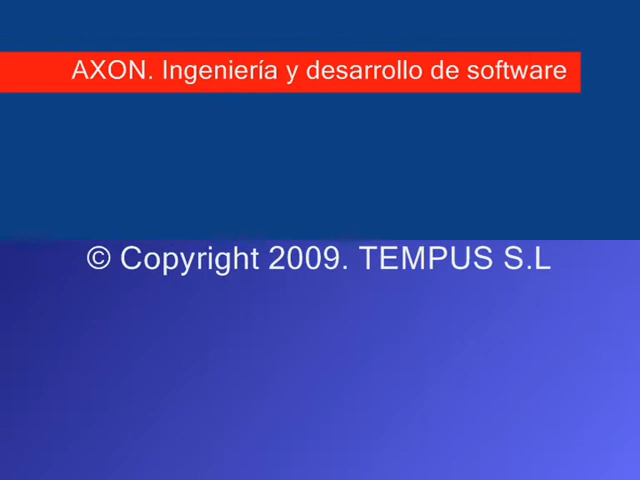 AXON. Ingeniería y desarrollo de software
© Copyright 2009. TEMPUS S.L